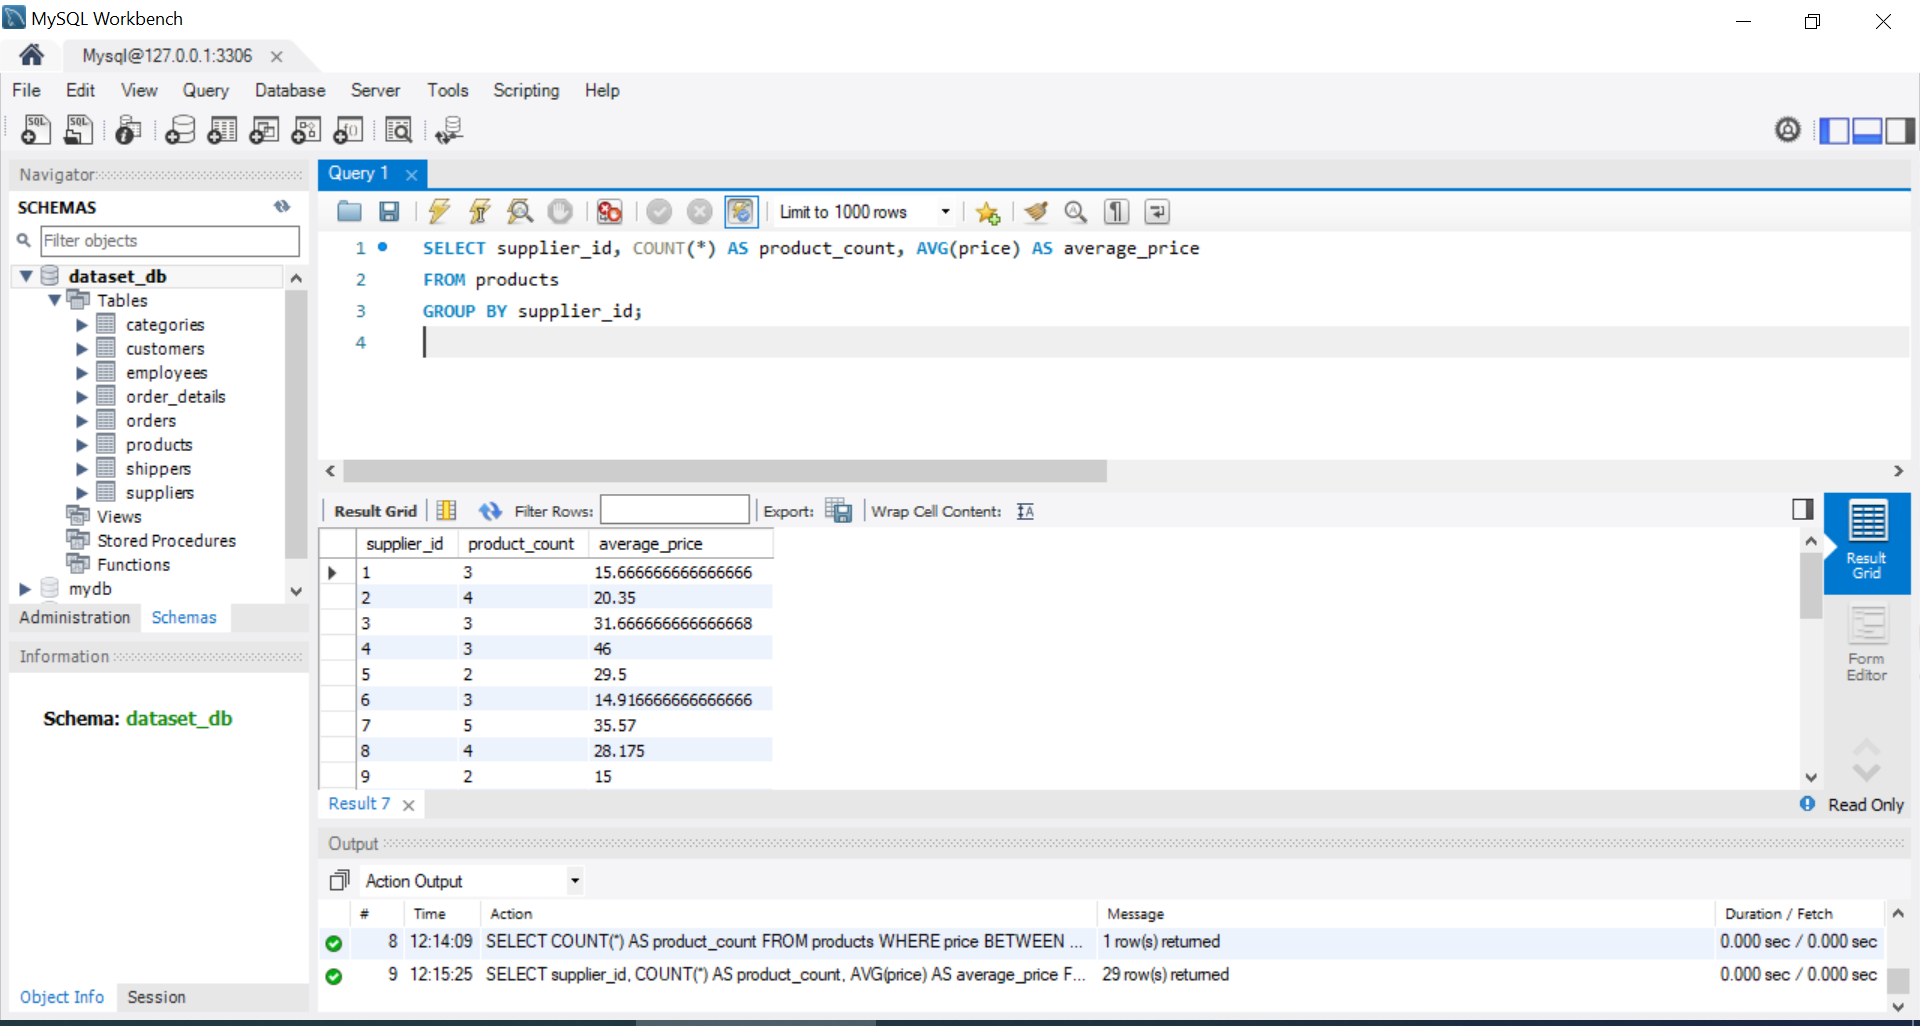 MySQL Workbench
Mysql@127.0.0.1:3306
File Edit View Query Database Server Tools Scripting Help
SQL SQL
Navigator
SCHEMAS
Filter objects
dataset_db
Tables
categories
customers
employees
order_details
orders
products
shippers
suppliers
Views
Stored Procedures
Functions
mydb
Administration Schemas
Information
Schema: dataset_db
Object Info Session
Query 1
Limit to 1000 rows
1 SELECT supplier_id, COUNT(*) AS product_count, AVG(price) AS average_price
2 FROM products
3 GROUP BY supplier_id;
4
Result Grid Filter Rows: Export: Wrap Cell Content:
supplier_id product_count average_price
1 3 15.666666666666666
2 4 20.35
3 3 31.666666666666668
4 3 46
5 2 29.5
6 3 14.916666666666666
7 5 35.57
8 4 28.175
9 2 15
Result
Grid
Form
Editor
Result 7
Read Only
Output
Action Output
# Time Action Message Duration / Fetch
8 12:14:09 SELECT COUNT(*) AS product_count FROM products WHERE price BETWEEN ... 1 row(s) returned 0.000 sec / 0.000 sec
9 12:15:25 SELECT supplier_id, COUNT(*) AS product_count, AVG(price) AS average_price F... 29 row(s) returned 0.000 sec / 0.000 sec